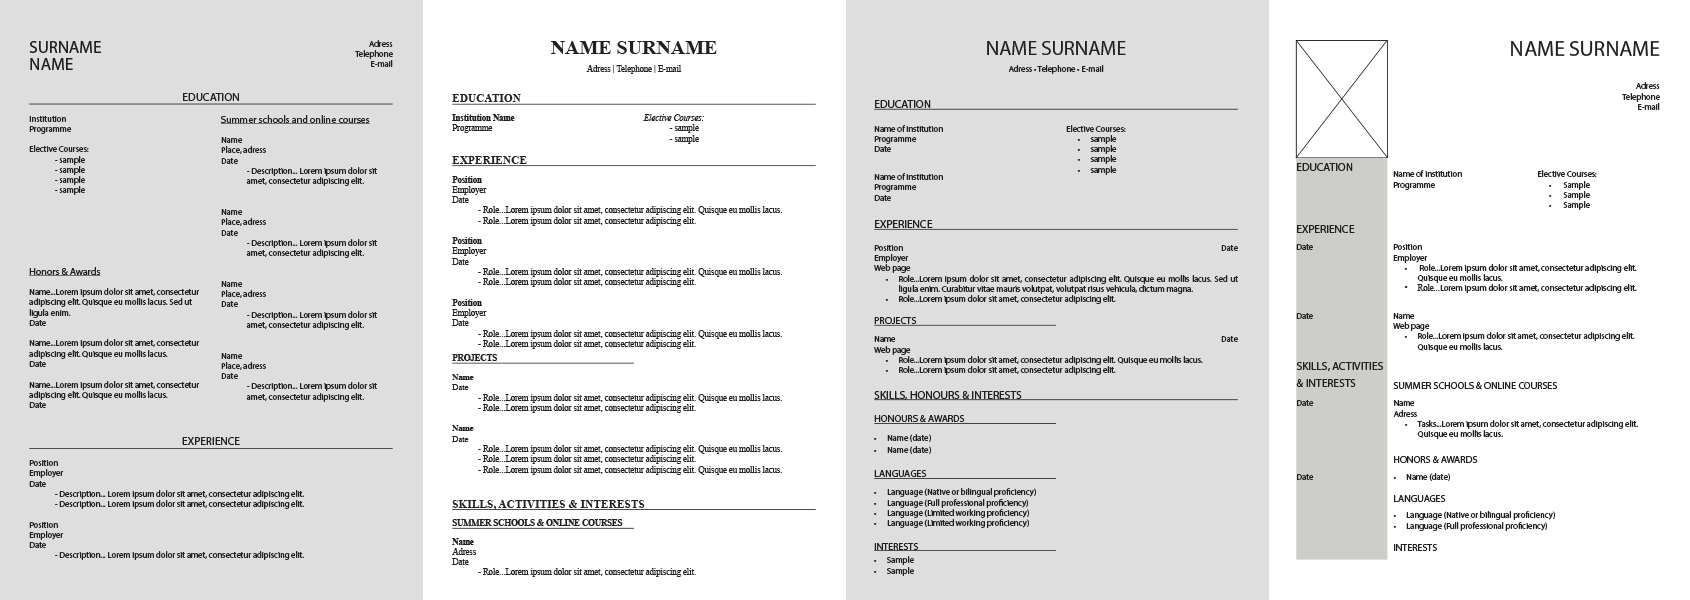 SURNAME
NAME
Adress
Telephone
E-mail
EDUCATION
Institution
Programme
Elective Courses:
- sample
- sample
- sample
- sample
Honors & Awards
Name...Lorem ipsum dolor sit amet, consectetur
adipiscing elit. Quisque eu mollis lacus. Sed ut
ligula enim.
Date
Name...Lorem ipsum dolor sit amet, consectetur
adipiscing elit. Quisque eu mollis lacus.
Date
Name...Lorem ipsum dolor sit amet, consectetur
adipiscing elit. Quisque eu mollis lacus.
Date
Summer schools and online courses
Name
Place, adress
Date
- Description... Lorem ipsum dolor sit
amet, consectetur adipiscing elit.
Name
Place, adress
Date
- Description... Lorem ipsum dolor sit
amet, consectetur adipiscing elit.
Name
Place, adress
Date
- Description... Lorem ipsum dolor sit
amet, consectetur adipiscing elit.
Name
Place, adress
Date
- Description... Lorem ipsum dolor sit
amet, consectetur adipiscing elit.
EXPERIENCE
Position
Employer
Date
- Description... Lorem ipsum dolor sit amet, consectetur adipiscing elit.
- Description... Lorem ipsum dolor sit amet, consectetur adipiscing elit.
Position
Employer
Date
- Description... Lorem ipsum dolor sit amet, consectetur adipiscing elit.
NAME SURNAME
Adress | Telephone | E-mail
EDUCATION
Institution Name
Programme
Elective Courses:
- sample
- sample
EXPERIENCE
Position
Employer
Date
- Role...Lorem ipsum dolor sit amet, consectetur adipiscing elit. Quisque eu mollis lacus.
- Role...Lorem ipsum dolor sit amet, consectetur adipiscing elit.
Position
Employer
Date
- Role...Lorem ipsum dolor sit amet, consectetur adipiscing elit. Quisque eu mollis lacus.
- Role...Lorem ipsum dolor sit amet, consectetur adipiscing elit.
Position
Employer
Date
- Role...Lorem ipsum dolor sit amet, consectetur adipiscing elit. Quisque eu mollis lacus.
- Role...Lorem ipsum dolor sit amet, consectetur adipiscing elit. Quisque eu mollis lacus.
PROJECTS
Name
Date
- Role...Lorem ipsum dolor sit amet, consectetur adipiscing elit. Quisque eu mollis lacus.
- Role...Lorem ipsum dolor sit amet, consectetur adipiscing elit.
Name
Date
- Role...Lorem ipsum dolor sit amet, consectetur adipiscing elit. Quisque eu mollis lacus.
- Role...Lorem ipsum dolor sit amet, consectetur adipiscing elit.
- Role...Lorem ipsum dolor sit amet, consectetur adipiscing elit. Quisque eu mollis lacus.
SKILLS, ACTIVITIES & INTERESTS
SUMMER SCHOOLS & ONLINE COURSES
Name
Adress
Date
- Role...Lorem ipsum dolor sit amet, consectetur adipiscing elit.
NAME SURNAME
Adress • Telephone • E-mail
EDUCATION
Name of Institution
Programme
Date
Name of Institution
Programme
Date
Elective Courses:
• sample
• sample
• sample
• sample
EXPERIENCE
Position Date
Employer
Web page
• Role...Lorem ipsum dolor sit amet, consectetur adipiscing elit. Quisque eu mollis lacus. Sed ut
ligula enim. Curabitur vitae mauris volutpat, volutpat risus vehicula, dictum magna.
• Role...Lorem ipsum dolor sit amet, consectetur adipiscing elit.
PROJECTS
Name Date
Web page
• Role...Lorem ipsum dolor sit amet, consectetur adipiscing elit. Quisque eu mollis lacus.
• Role...Lorem ipsum dolor sit amet, consectetur adipiscing elit.
SKILLS, HONOURS & INTERESTS
HONOURS & AWARDS
• Name (date)
• Name (date)
LANGUAGES
• Language (Native or bilingual proficiency)
• Language (Full professional proficiency)
• Language (Limited working proficiency)
• Language (Limited working proficiency)
INTERESTS
• Sample
• Sample
NAME SURNAME
Adress
Telephone
E-mail
EDUCATION
Name of Institution
Programme
Elective Courses:
• Sample
• Sample
• Sample
EXPERIENCE
Date Position
Employer
• Role...Lorem ipsum dolor sit amet, consectetur adipiscing elit.
Quisque eu mollis lacus.
• Role...Lorem ipsum dolor sit amet, consectetur adipiscing elit.
Date Name
Web page
• Role...Lorem ipsum dolor sit amet, consectetur adipiscing elit.
Quisque eu mollis lacus.
SKILLS, ACTIVITIES
& INTERESTS
SUMMER SCHOOLS & ONLINE COURSES
Date Name
Adress
• Tasks...Lorem ipsum dolor sit amet, consectetur adipiscing elit.
Quisque eu mollis lacus.
HONORS & AWARDS
Date • Name (date)
LANGUAGES
• Language (Native or bilingual proficiency)
• Language (Full professional proficiency)
INTERESTS